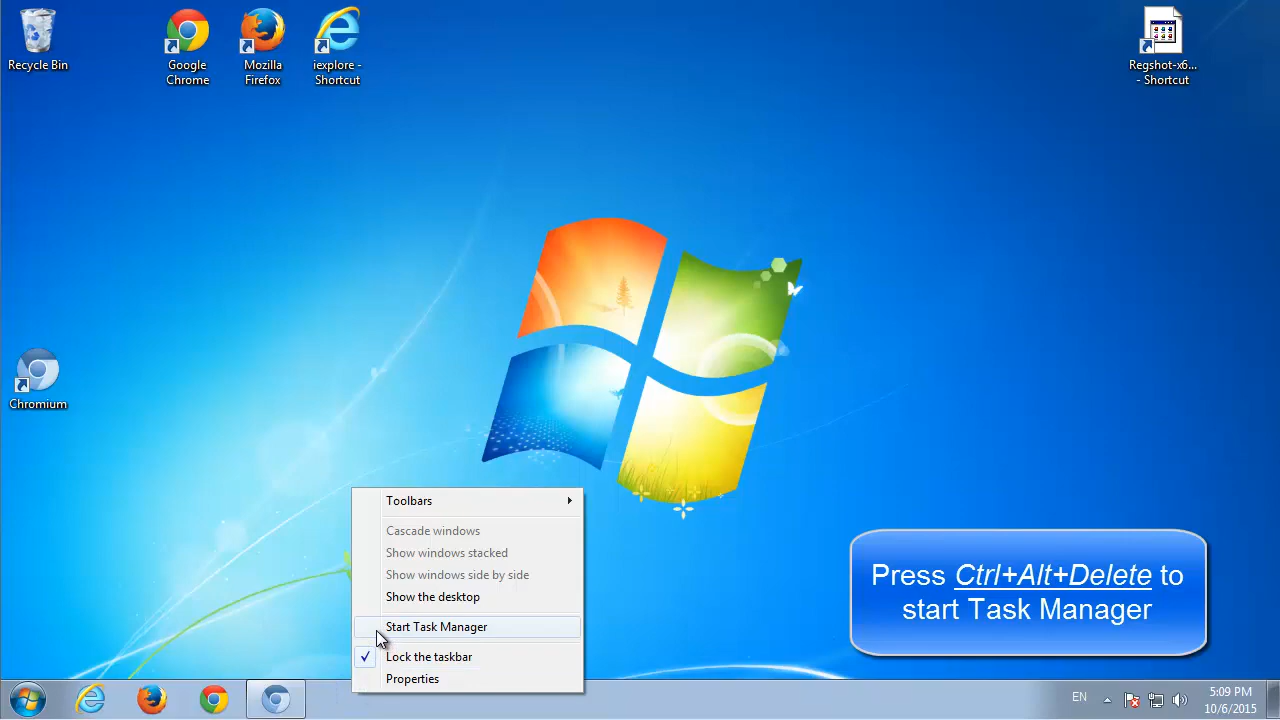 Recycle Bin
Google
Chrome
Mozilla
Firefox
iexplore -
Shortcut
Regshot-x6...
- Shortcut
Chromium
Toolbars
Cascade windows
Show windows stacked
Show windows side by side
Show the desktop
Start Task Manager
Lock the taskbar
Properties
Press Ctrl+Alt+Delete to
start Task Manager
EN
5:09 PM
10/6/2015